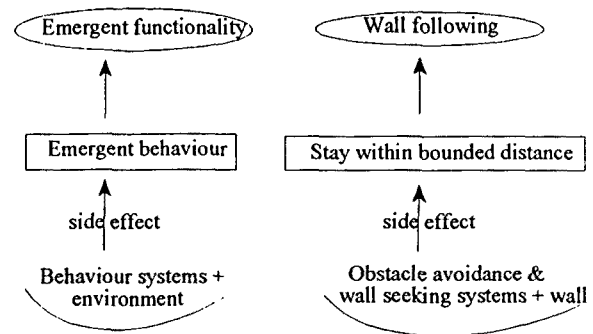 Emergent functionality
Wall following
Emergent behaviour
Stay within bounded distance
side effect
side effect
Behaviour systems +
environment
Obstacle avoidance &
wall seeking systems + wall